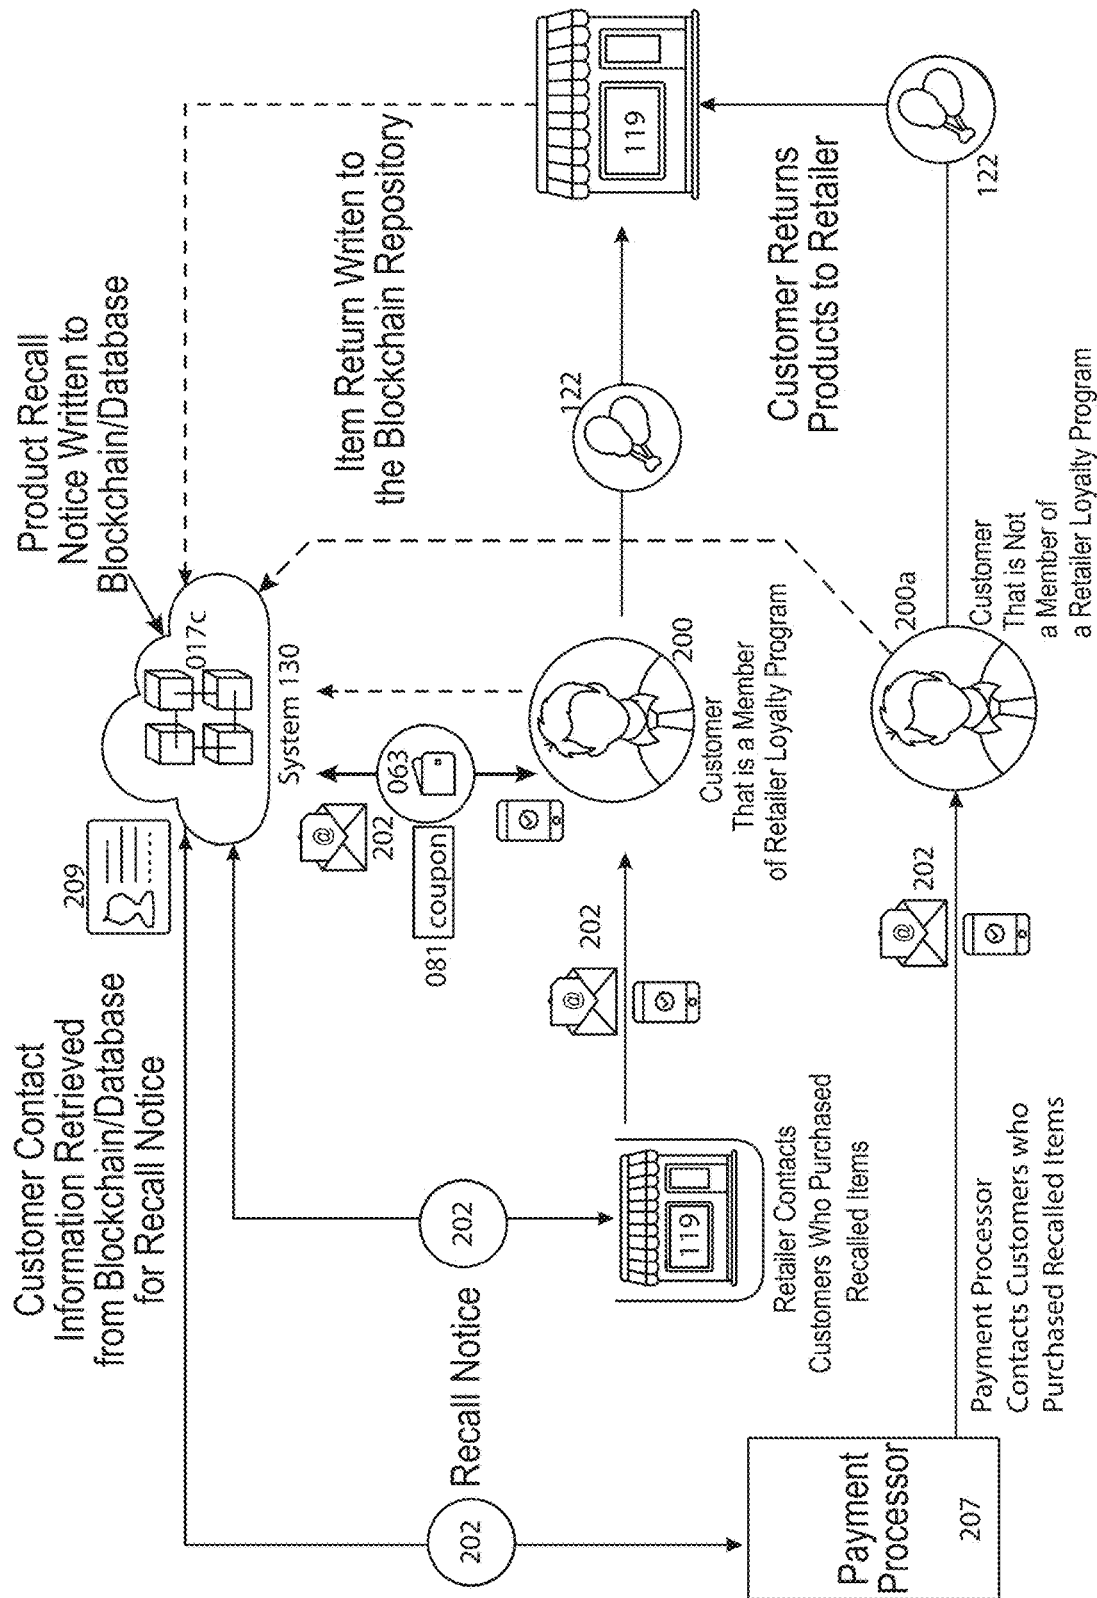 Customer Contact
Information Retrieved
from Blockchain/Database
for Recall Notice
209
Product Recall
Notice Written to
Blockchain/Database
017c
System 130
202
063
081
coupon
Item Return Writen to
the Blockchain Repository
202
Recall Notice
202
119
Retailer Contacts
Customers Who Purchased
Recalled Items
202
200
Customer
That is a Member
of Retailer Loyalty Program
122
119
Customer Returns
Products to Retailer
Payment
Processor
207
Payment Processor
Contacts Customers who
Purchased Recalled Items
202
200a
Customer
That is Not
a Member of
a Retailer Loyalty Program
122
@
@
@